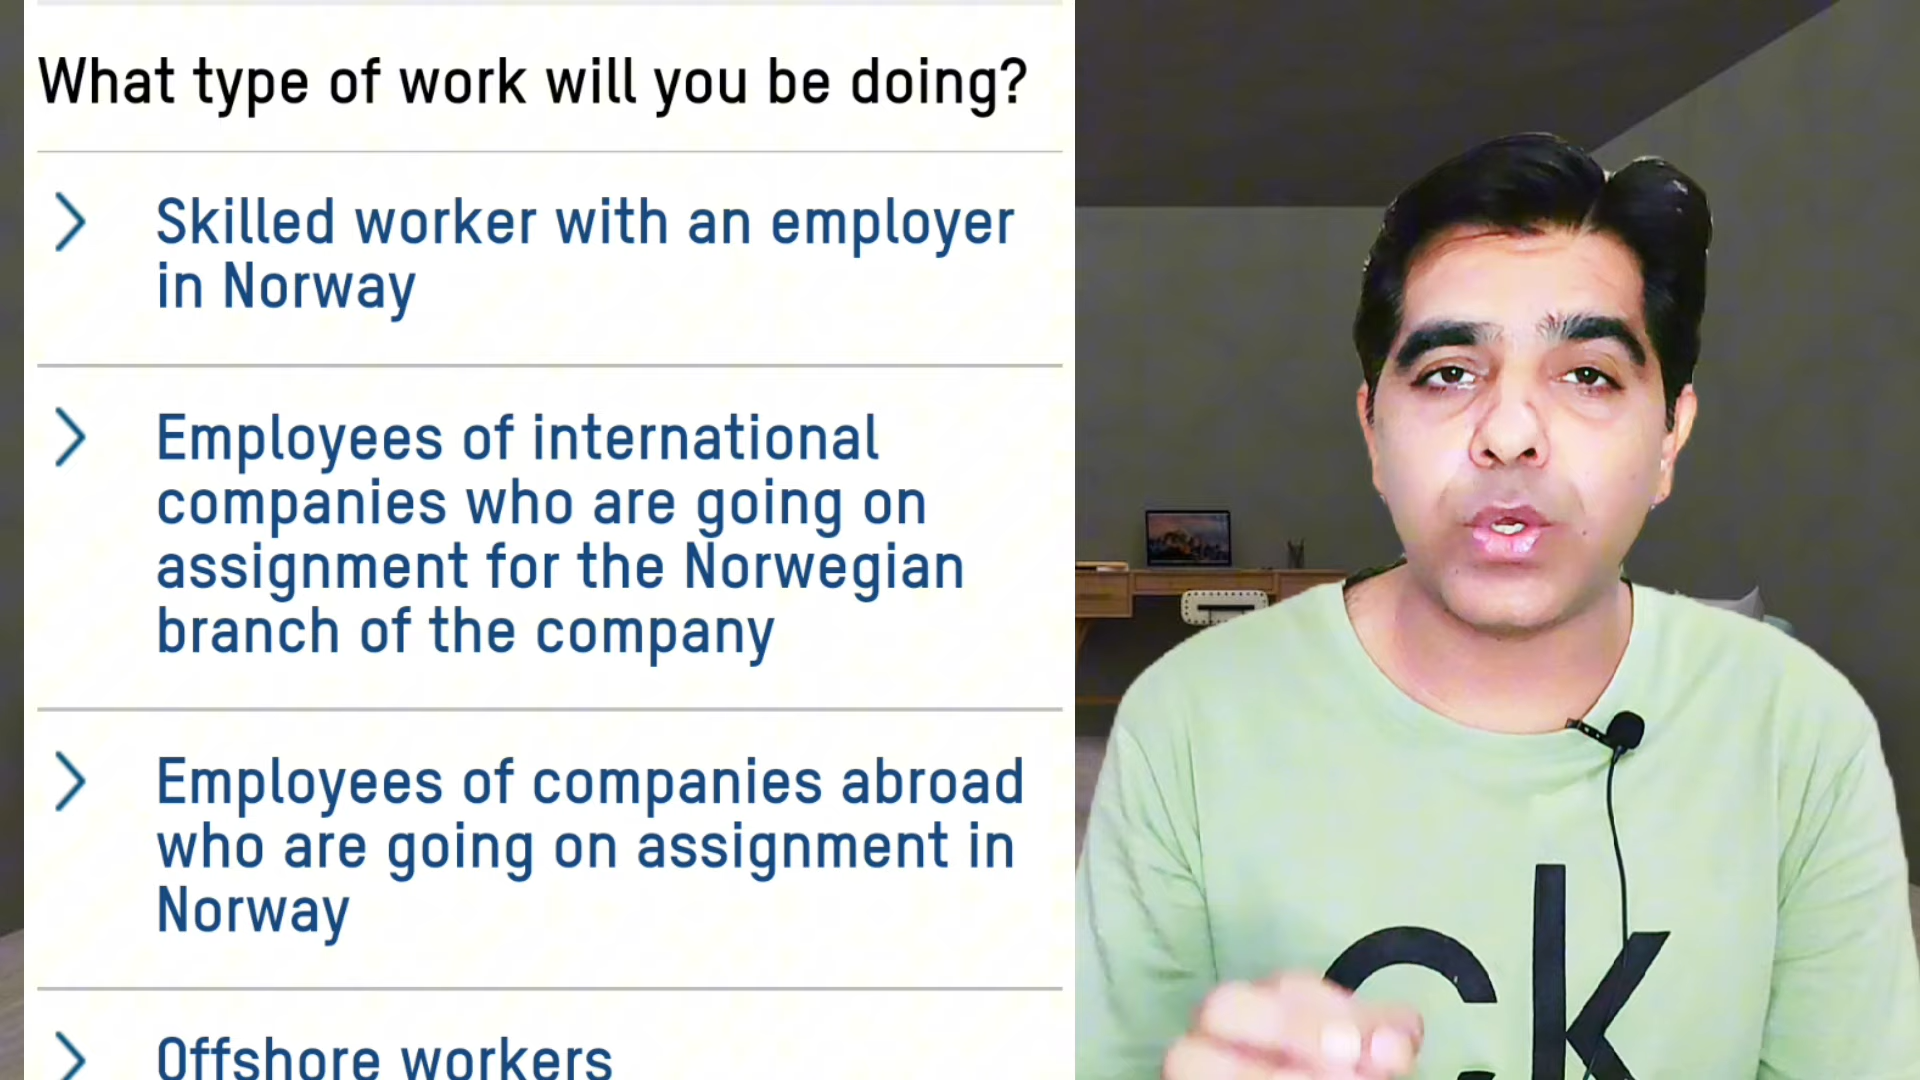 What type of work will you be doing?
Skilled worker with an employer
in Norway
Employees of international
companies who are going on
assignment for the Norwegian
branch of the company
Employees of companies abroad
who are going on assignment in
Norway
Offshore workers
ck